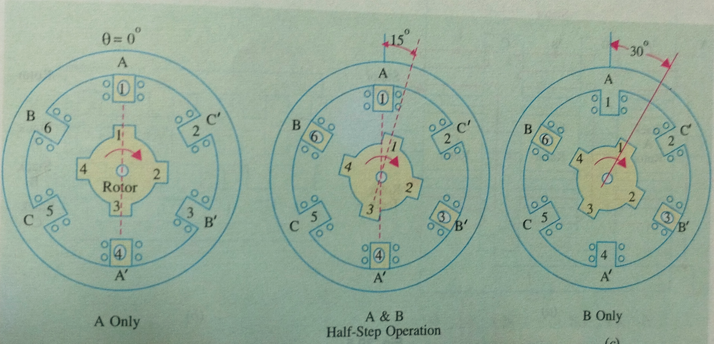 θ = 0°
A
1
B
6
C'
2
1
4
2
Rotor
3
C
5
3
B'
4
A'
A Only
15°
A
1
B
6
C'
2
1
4
2
3
C
5
3
B'
4
A'
A & B
Half-Step Operation
30°
A
1
B
6
C'
2
1
4
2
3
C
5
3
B'
4
A'
B Only
(c)